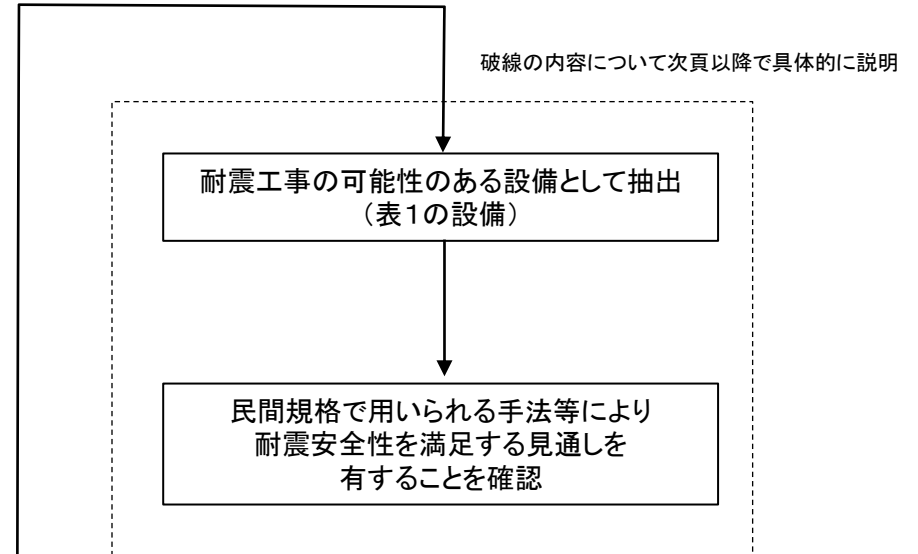 破線の内容について次頁以降で具体的に説明
耐震工事の可能性のある設備として抽出
（表１の設備）
民間規格で用いられる手法等により
耐震安全性を満足する見通しを
有することを確認